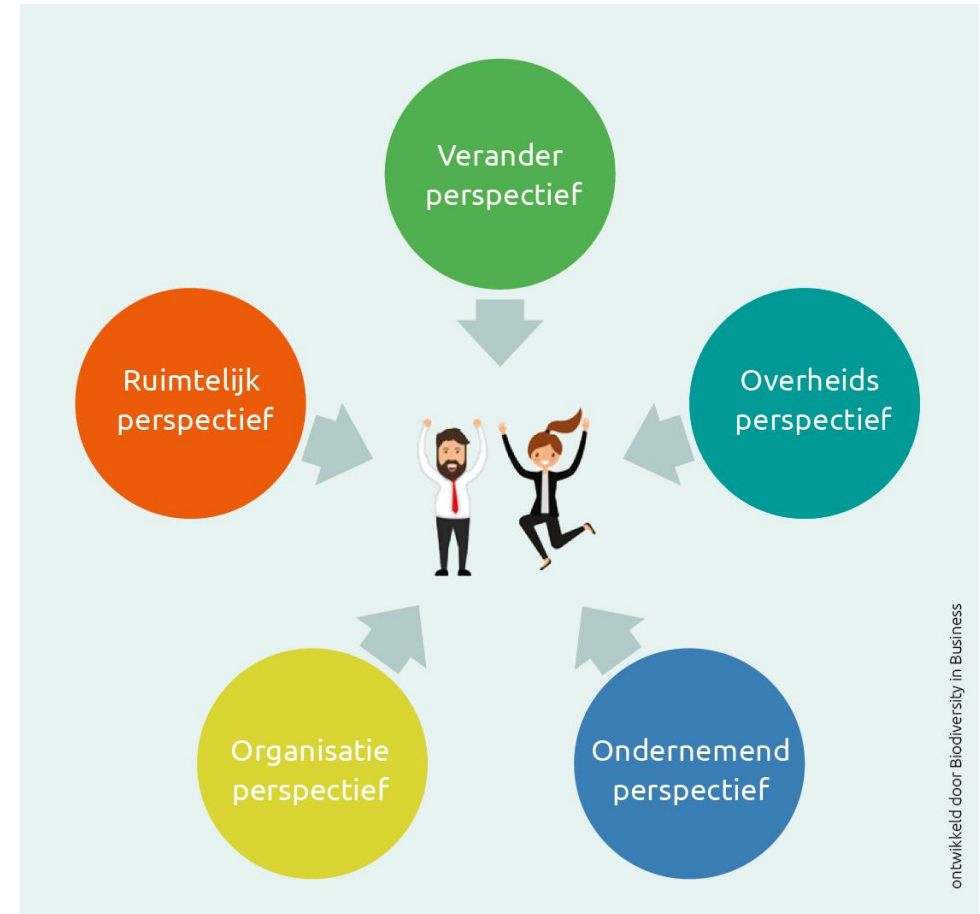 Verander
perspectief
Ruimtelijk
perspectief
Overheids
perspectief
Organisatie
perspectief
Ondernemend
perspectief
ontwikkeld door Biodiversity in Business